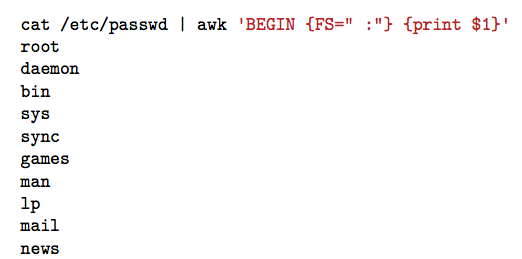 cat /etc/passwd | awk 'BEGIN {FS=" :"} {print $1}'
root
daemon
bin
sys
sync
games
man
lp
mail
news